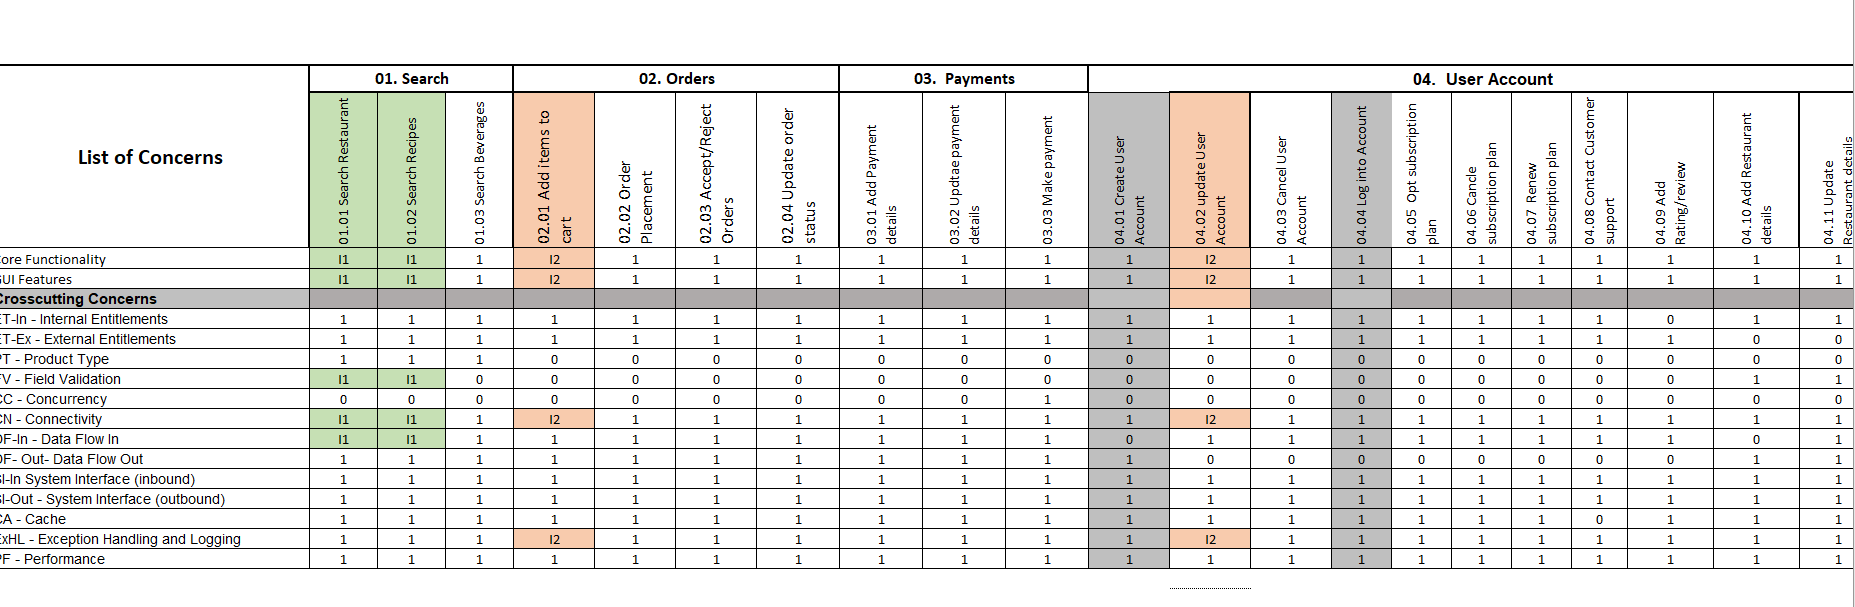 01. Search 02. Orders 03. Payments 04. User Account
List of Concerns
01.01 Search Restaurant
01.02 Search Recipes
01.03 Search Beverages
02.01 Add items to
cart
02.02 Order
Placement
02.03 Accept/Reject
Orders
02.04 Update order
status
03.01 Add Payment
details
03.02 Updtae payment
details
03.03 Make payment
04.01 Create User
Account
04.02 update User
Account
04.03 Cancel User
Account
04.04 Log into Account
04.05 Opt subscription
plan
04.06 Cancle
subscription plan
04.07 Renew
subscription plan
04.08 Contact Customer
support
04.09 Add
Rating/review
04.10 Add Restaurant
details
04.11 Update
Restaurant details
Core Functionality I1 I1 1 I2 1 1 1 1 1 1 1 I2 1 1 1 1 1 1 1 1 1
GUI Features I1 I1 1 I2 1 1 1 1 1 1 1 I2 1 1 1 1 1 1 1 1 1
Crosscutting Concerns
ET-In - Internal Entitlements 1 1 1 1 1 1 1 1 1 1 1 1 1 1 1 1 1 1 0 1 1
ET-Ex - External Entitlements 1 1 1 1 1 1 1 1 1 1 1 1 1 1 1 1 1 1 1 0 0
PT - Product Type 1 1 1 0 0 0 0 0 0 0 0 0 0 0 0 0 0 0 0 0 0
FV - Field Validation I1 I1 0 0 0 0 0 0 0 0 0 0 0 0 0 0 0 0 0 1 1
CC - Concurrency 0 0 0 0 0 0 0 0 0 1 0 0 0 0 0 0 0 0 0 0 0
CN - Connectivity I1 I1 1 I2 1 1 1 1 1 1 1 I2 1 1 1 1 1 1 1 1 1
DF-In - Data Flow In I1 I1 1 1 1 1 1 1 1 1 0 1 1 1 1 1 1 1 1 0 1
DF- Out- Data Flow Out 1 1 1 1 1 1 1 1 1 1 1 0 0 0 0 0 0 0 0 1 1
SI-In System Interface (inbound) 1 1 1 1 1 1 1 1 1 1 1 1 1 1 1 1 1 1 1 1 1
SI-Out - System Interface (outbound) 1 1 1 1 1 1 1 1 1 1 1 1 1 1 1 1 1 1 1 1 1
CA - Cache 1 1 1 1 1 1 1 1 1 1 1 1 1 1 1 1 1 0 1 1 1
ExHL - Exception Handling and Logging 1 1 1 I2 1 1 1 1 1 1 1 I2 1 1 1 1 1 1 1 1 1
PF - Performance 1 1 1 1 1 1 1 1 1 1 1 1 1 1 1 1 1 1 1 1 1